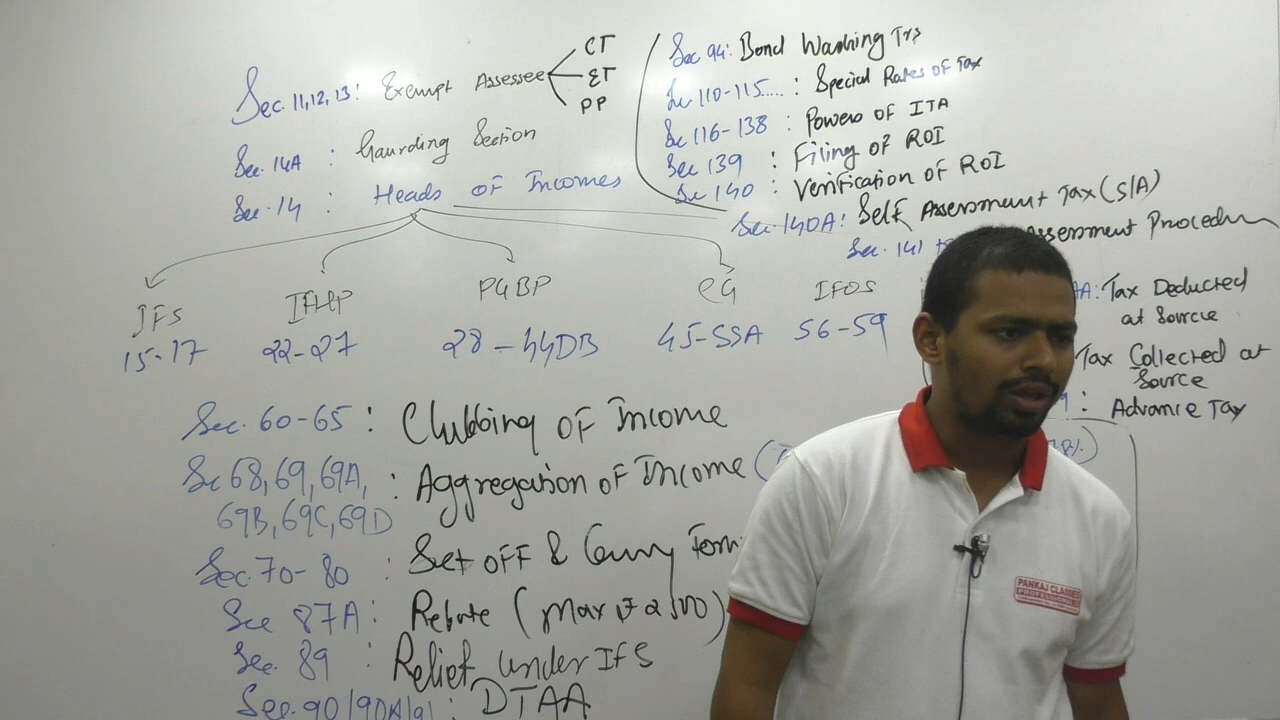 Sec. 11,12,13: Exempt Assessee
CT
ET
PP
Sec. 14A : Gaurding Section
Sec. 14 : Heads of Incomes
IFS
15-17
IFHP
22-27
PGBP
28-44DB
CG
45-55A
IFOS
56-59
Sec. 60-65 : Clubbing of Income
Sec 68, 69, 69A, : Aggregation of Income
69B, 69C, 69D
Sec. 70-80 : Set off & Carry Forw
Sec 87A : Rebate (Max ₹ 2500)
Sec. 89 : Relief under IFS
Sec. 90/90A/91 : DTAA
Sec 94: Bond Washing Trs
Sec 110-115..... : Special Rates of Tax
Sec 116-138 : Powers of ITA
Sec 139 : Filing of ROI
Sec 140 : Verification of ROI
Sec. 140A: Self Assessment Tax (S/A)
Sec. 141 to Assessment Procedure
AA: Tax Deducted
at Source
Tax Collected at
Source
9 : Advance Tax
PANKAJ CLASSES